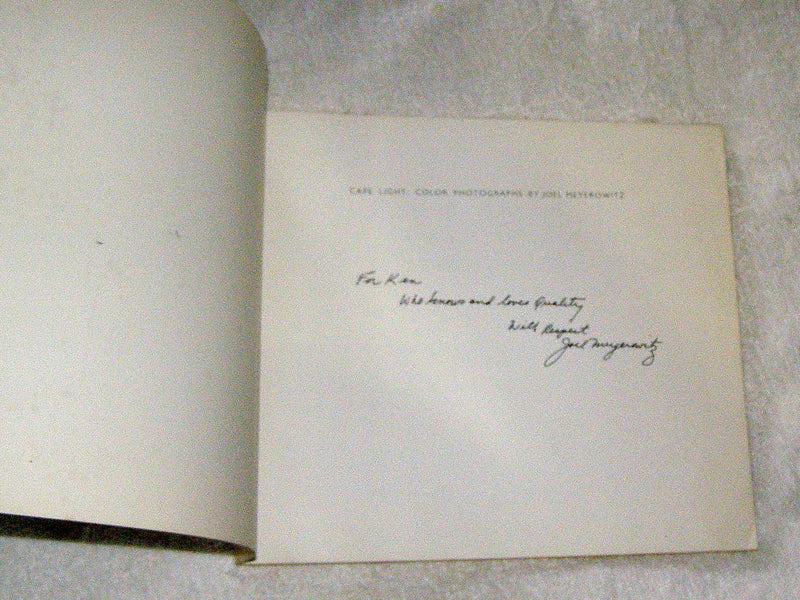 CAPE LIGHT: COLOR PHOTOGRAPHS BY JOEL MEYEROWITZ
For Ken
Who knows and loves Quality
With Respect
Joel Meyerowitz